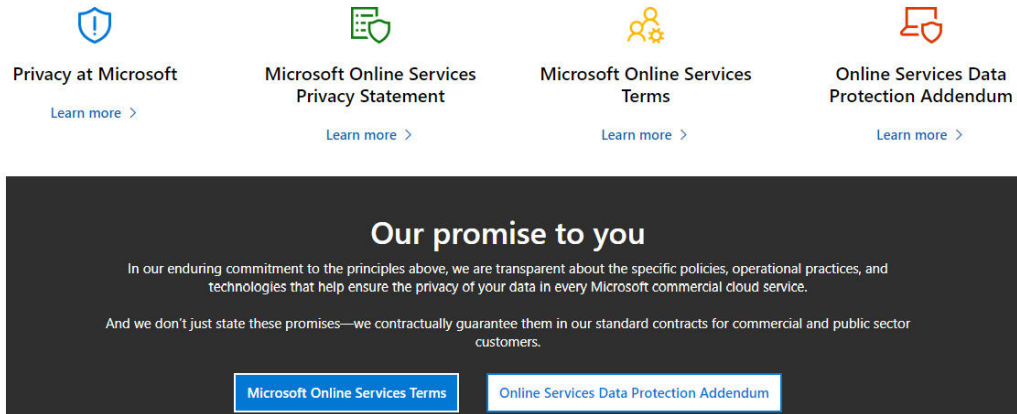 Privacy at Microsoft
Learn more >
Microsoft Online Services
Privacy Statement
Learn more >
Microsoft Online Services
Terms
Learn more >
Online Services Data
Protection Addendum
Learn more >
Our promise to you
In our enduring commitment to the principles above, we are transparent about the specific policies, operational practices, and
technologies that help ensure the privacy of your data in every Microsoft commercial cloud service.
And we don’t just state these promises—we contractually guarantee them in our standard contracts for commercial and public sector
customers.
Microsoft Online Services Terms
Online Services Data Protection Addendum